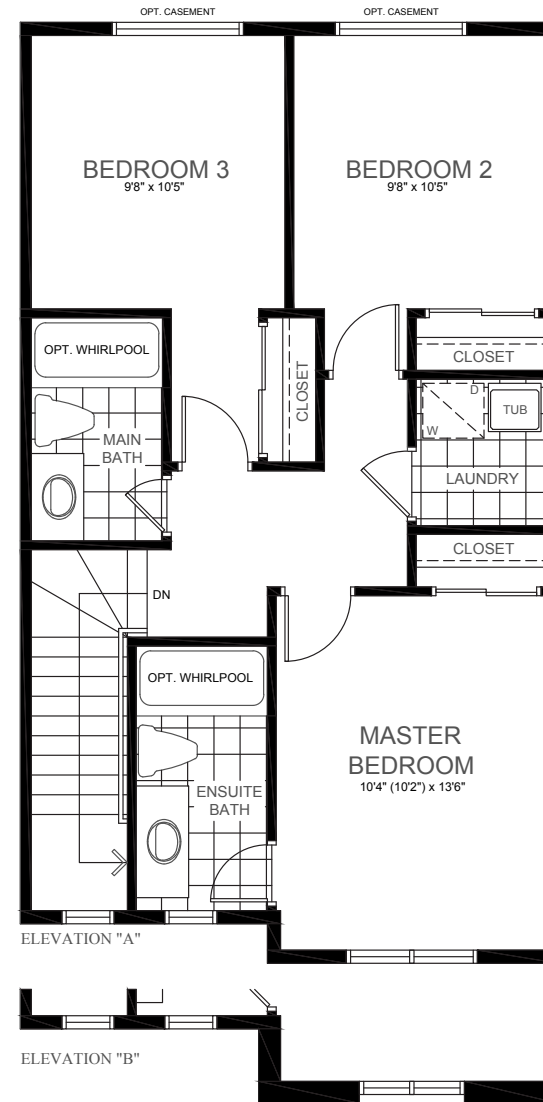 OPT. CASEMENT
OPT. CASEMENT
BEDROOM 3
9'8" x 10'5"
BEDROOM 2
9'8" x 10'5"
OPT. WHIRLPOOL
CLOSET
CLOSET
D
W
TUB
MAIN
BATH
LAUNDRY
CLOSET
DN
OPT. WHIRLPOOL
MASTER
BEDROOM
10'4" (10'2") x 13'6"
ENSUITE
BATH
ELEVATION "A"
ELEVATION "B"